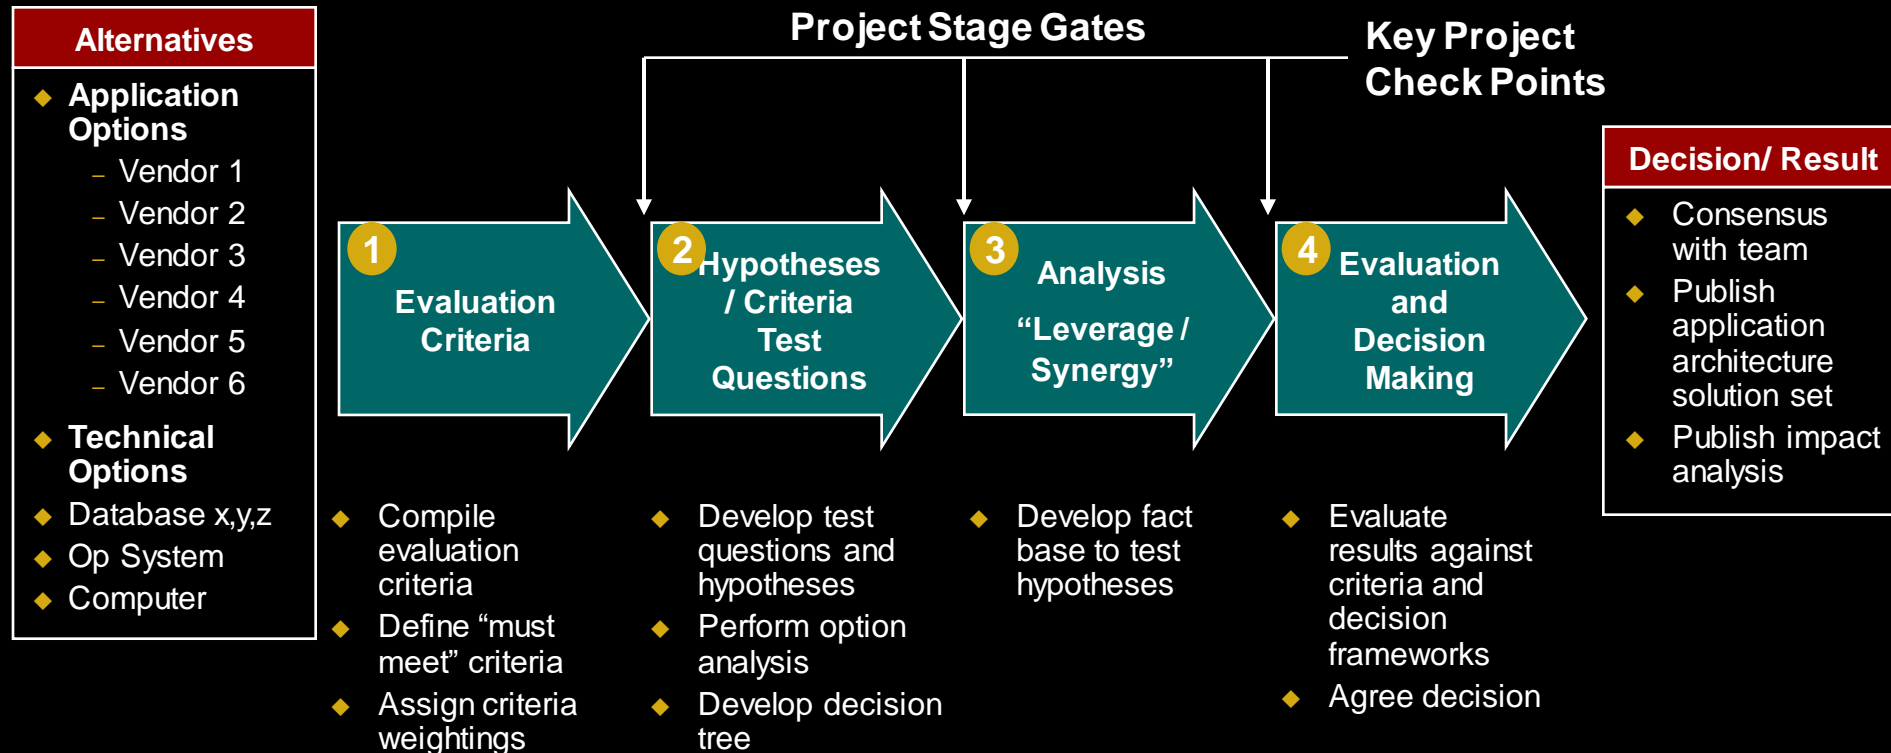 Project Stage Gates
Key Project
Check Points
Alternatives
Application
Options
– Vendor 1
– Vendor 2
– Vendor 3
– Vendor 4
– Vendor 5
– Vendor 6
Technical
Options
Database x,y,z
Op System
Computer
1
Evaluation
Criteria
Compile
evaluation
criteria
Define “must
meet” criteria
Assign criteria
weightings
2
Hypotheses
/ Criteria
Test
Questions
Develop test
questions and
hypotheses
Perform option
analysis
Develop decision
tree
3
Analysis
“Leverage /
Synergy”
Develop fact
base to test
hypotheses
4
Evaluation
and
Decision
Making
Evaluate
results against
criteria and
decision
frameworks
Agree decision
Decision/ Result
Consensus
with team
Publish
application
architecture
solution set
Publish impact
analysis